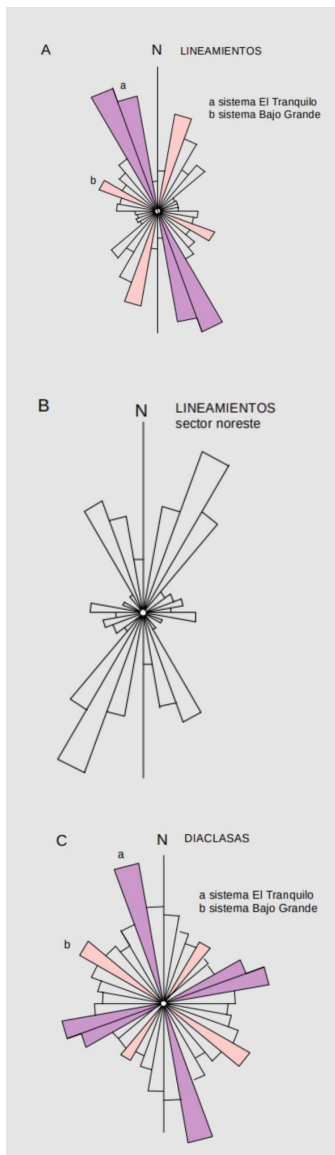 A
N
LINEAMIENTOS
a
a sistema El Tranquilo
b sistema Bajo Grande
b
B
N
LINEAMIENTOS
sector noreste
C
N
DIACLASAS
a
a sistema El Tranquilo
b sistema Bajo Grande
b